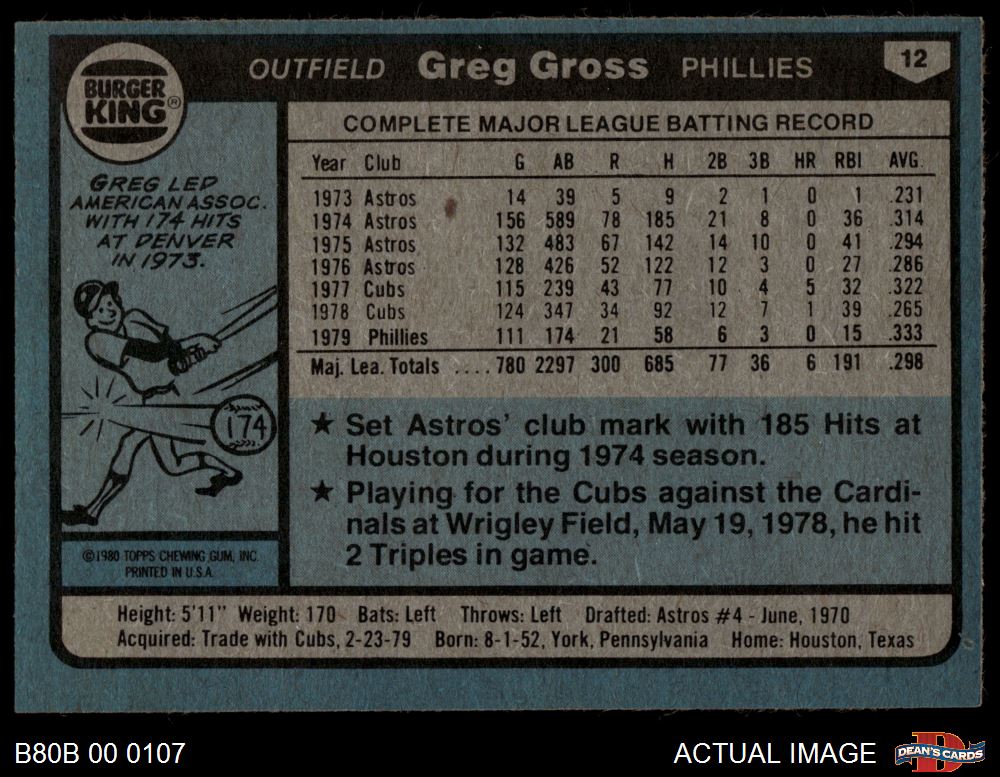 BURGER KING®
OUTFIELD Greg Gross PHILLIES 12
GREG LED
AMERICAN ASSOC.
WITH 174 HITS
AT DENVER
IN 1973.
174
©1980 TOPPS CHEWING GUM, INC.
PRINTED IN U.S.A.
COMPLETE MAJOR LEAGUE BATTING RECORD
Year Club G AB R H 2B 3B HR RBI AVG.
1973 Astros 14 39 5 9 2 1 0 1 .231
1974 Astros 156 589 78 185 21 8 0 36 .314
1975 Astros 132 483 67 142 14 10 0 41 .294
1976 Astros 128 426 52 122 12 3 0 27 .286
1977 Cubs 115 239 43 77 10 4 5 32 .322
1978 Cubs 124 347 34 92 12 7 1 39 .265
1979 Phillies 111 174 21 58 6 3 0 15 .333
Maj. Lea. Totals .... 780 2297 300 685 77 36 6 191 .298
★ Set Astros' club mark with 185 Hits at
Houston during 1974 season.
★ Playing for the Cubs against the Cardi-
nals at Wrigley Field, May 19, 1978, he hit
2 Triples in game.
Height: 5'11" Weight: 170 Bats: Left Throws: Left Drafted: Astros #4 - June, 1970
Acquired: Trade with Cubs, 2-23-79 Born: 8-1-52, York, Pennsylvania Home: Houston, Texas
B80B 00 0107
ACTUAL IMAGE
DEAN'S CARDS